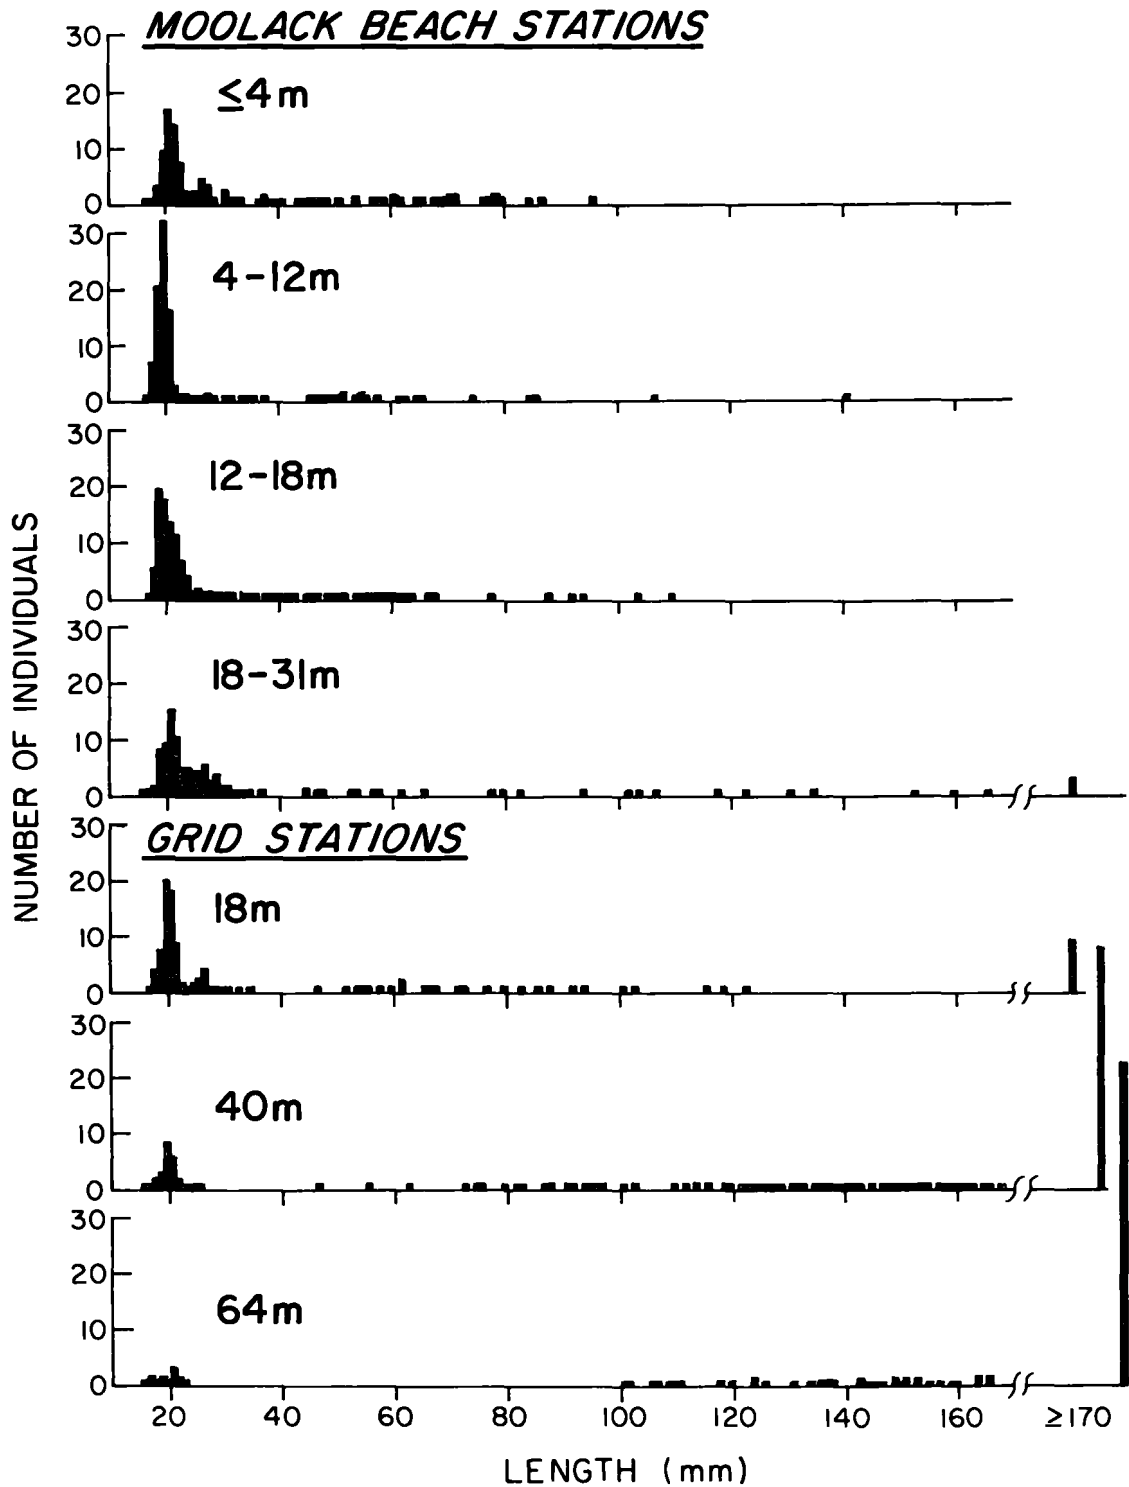 MOOLACK BEACH STATIONS
30
20
10
0
≤4m
30
20
10
0
4-12m
30
20
10
0
12-18m
30
20
10
0
18-31m
GRID STATIONS
30
20
10
0
18m
30
20
10
0
40m
30
20
10
0
64m
20 40 60 80 100 120 140 160 ≥170
LENGTH (mm)
NUMBER OF INDIVIDUALS